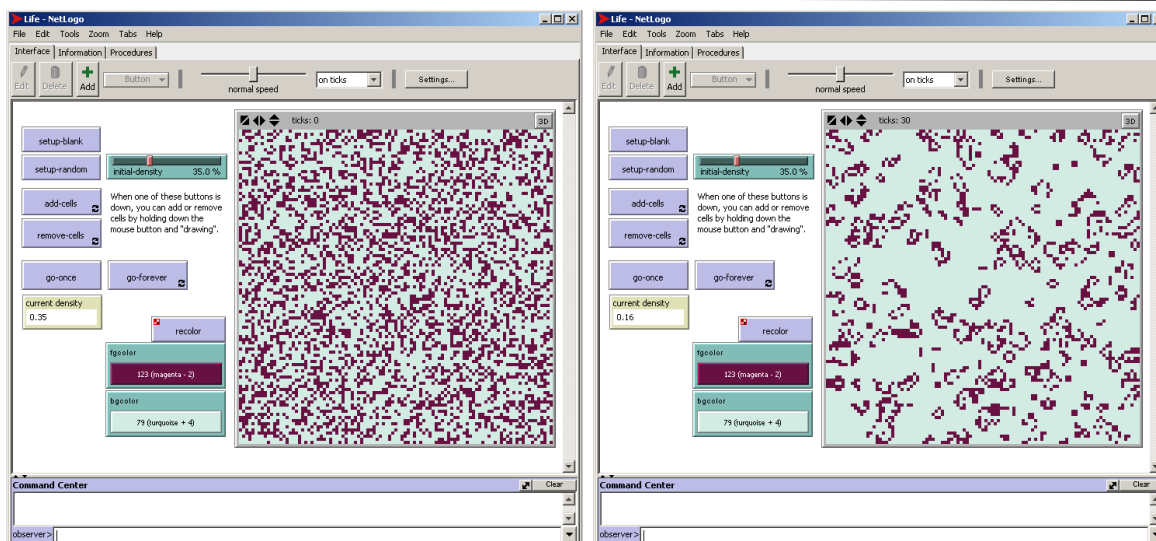 Life - NetLogo
File Edit Tools Zoom Tabs Help
Interface Information Procedures
Edit Delete Add Button normal speed on ticks Settings...
ticks: 0 3D
setup-blank
setup-random
initial-density 35.0 %
add-cells
remove-cells
When one of these buttons is
down, you can add or remove
cells by holding down the
mouse button and "drawing".
go-once go-forever
current density
0.35
recolor
fgcolor
123 (magenta - 2)
bgcolor
79 (turquoise + 4)
Command Center Clear
observer>
Life - NetLogo
File Edit Tools Zoom Tabs Help
Interface Information Procedures
Edit Delete Add Button normal speed on ticks Settings...
ticks: 30 3D
setup-blank
setup-random
initial-density 35.0 %
add-cells
remove-cells
When one of these buttons is
down, you can add or remove
cells by holding down the
mouse button and "drawing".
go-once go-forever
current density
0.16
recolor
fgcolor
123 (magenta - 2)
bgcolor
79 (turquoise + 4)
Command Center Clear
observer>